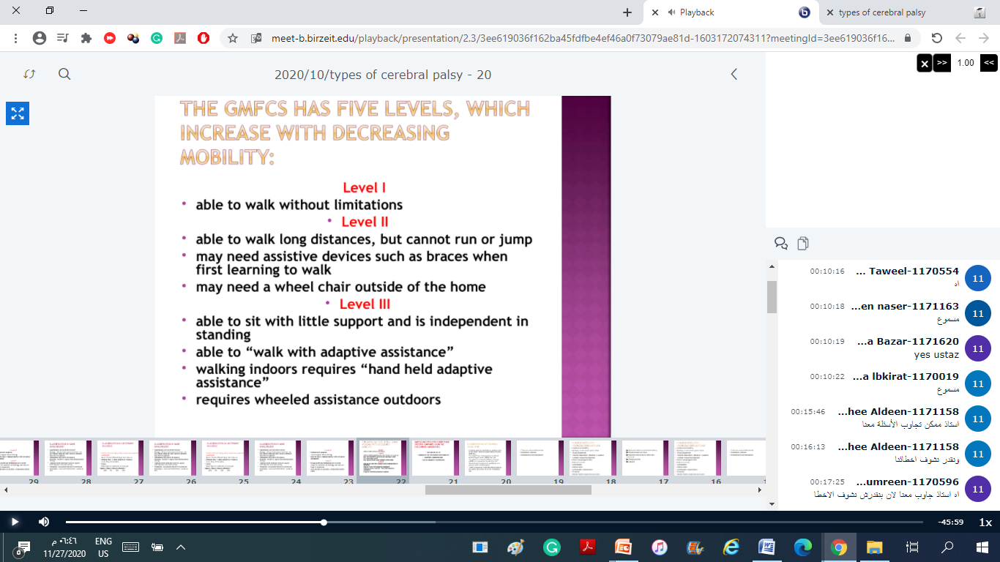 Playback
types of cerebral palsy
meet-b.birzeit.edu/playback/presentation/2.3/3ee619036f162ba45fdfbe4ef46a0f73079ae81d-1603172074311?meetingId=3ee619036f16...
2020/10/types of cerebral palsy - 20
1.00
>>
<<
THE GMFCS HAS FIVE LEVELS, WHICH
INCREASE WITH DECREASING
MOBILITY:
Level I
• able to walk without limitations
• Level II
• able to walk long distances, but cannot run or jump
• may need assistive devices such as braces when
first learning to walk
• may need a wheel chair outside of the home
• Level III
• able to sit with little support and is independent in
standing
• able to “walk with adaptive assistance”
• walking indoors requires “hand held adaptive
assistance”
• requires wheeled assistance outdoors
00:10:16 ... Taweel-1170554
11
اه
00:10:18 ...en naser-1171163
11
مسموع
00:10:19 ...a Bazar-1171620
11
yes ustaz
00:10:22 ...a lbkirat-1170019
11
مسموع
00:15:46 ...hee Aldeen-1171158
11
استاذ ممكن تجاوب الأسئلة معنا
00:16:13 ...hee Aldeen-1171158
11
ونقدر نشوف اخطائنا
00:17:25 ...umreen-1170596
11
اه استاذ جاوب معنا لان بنقدرش نشوف الاخطا
29 28 27 26 25 24 23 22 21 20 19 18 17 16
-45:59 1x
٠٦:٤٦ م
11/27/2020
ENG
US